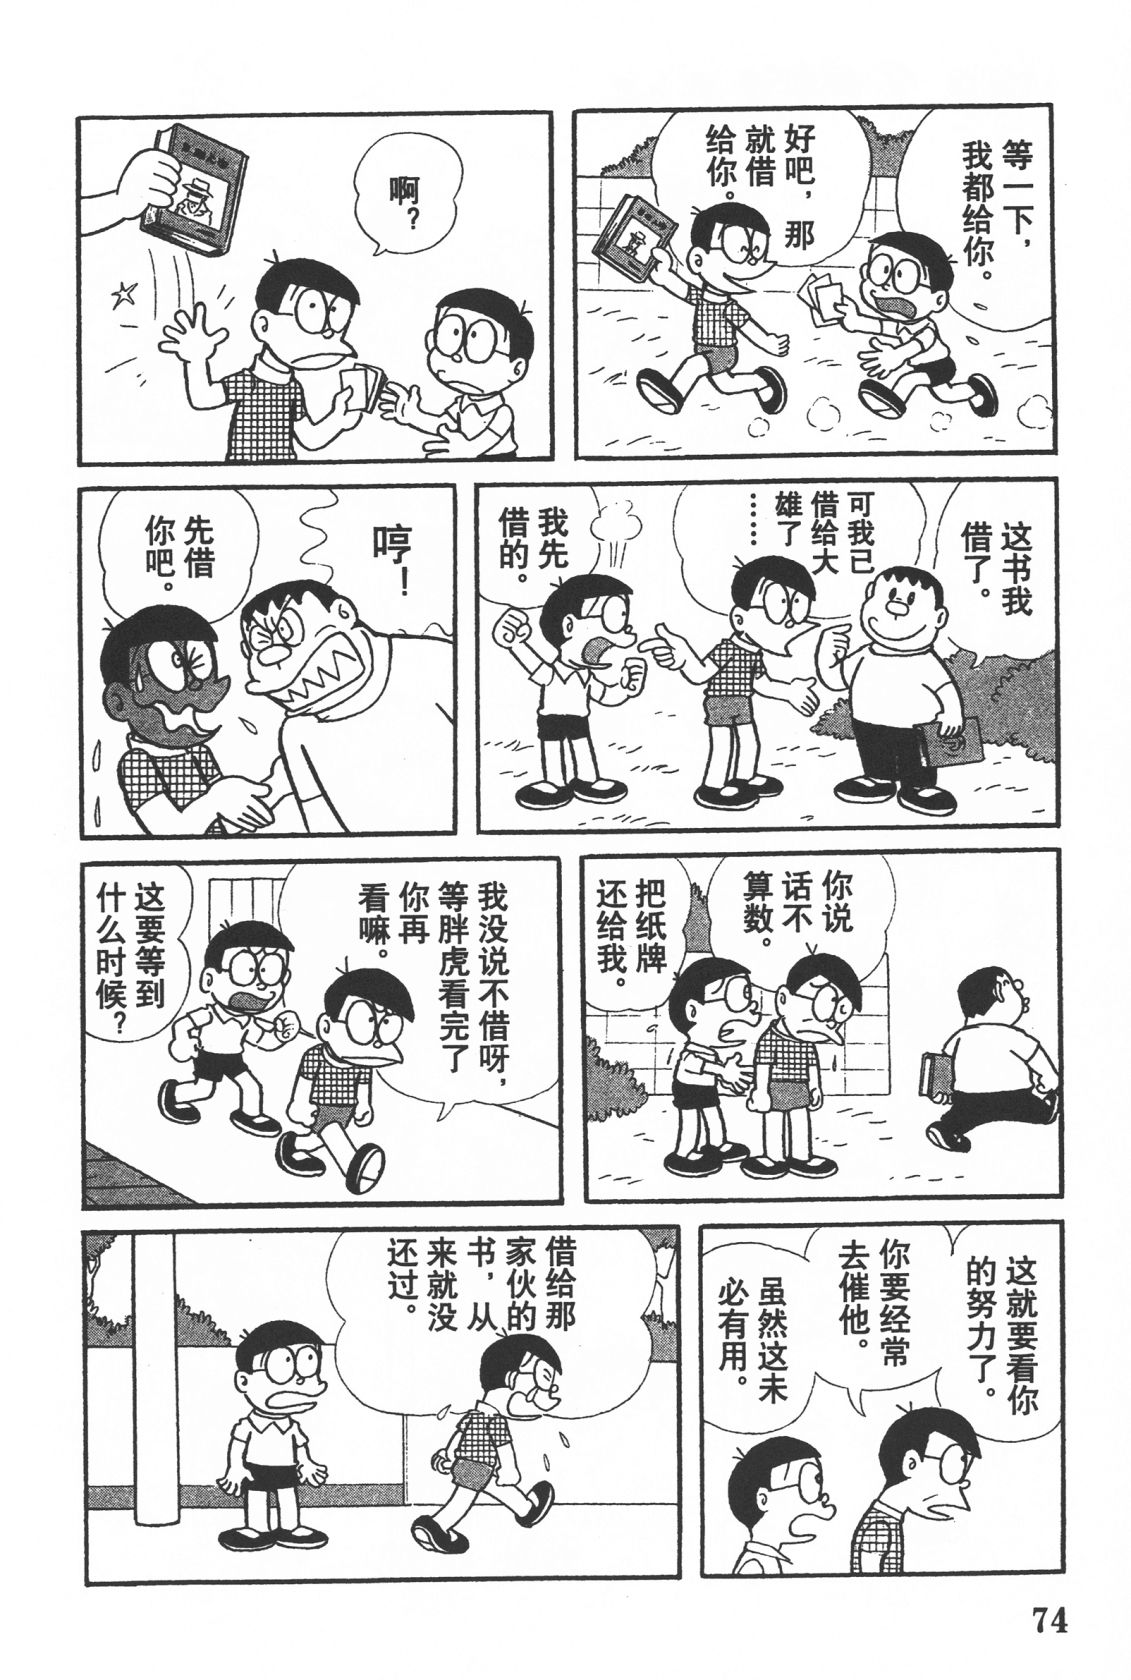 等一下，
我都给你。
好吧，那
就借
给你。
啊？
这书我
借了。
可我已
借给大
雄了
……
我先
借的。
哼！
先借
你吧。
你说
话不
算数。
把纸牌
还给我。
我没说不借呀，
等胖虎看完了
你再
看嘛。
这要等到
什么时候？
这就要看你
的努力了。
你要经常
去催他。
虽然这未
必有用。
借给那
家伙的
书，从
来就没
还过。
74